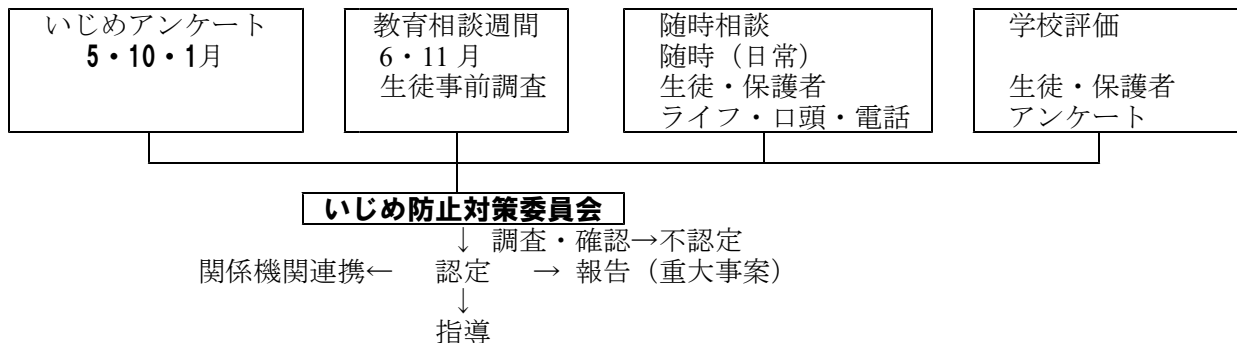 いじめアンケート
5・10・1月
教育相談週間
6・11月
生徒事前調査
随時相談
随時(日常)
生徒・保護者
ライフ・口頭・電話
学校評価
生徒・保護者
アンケート
いじめ防止対策委員会
↓ 調査・確認→不認定
関係機関連携← 認定 → 報告(重大事案)
↓
指導